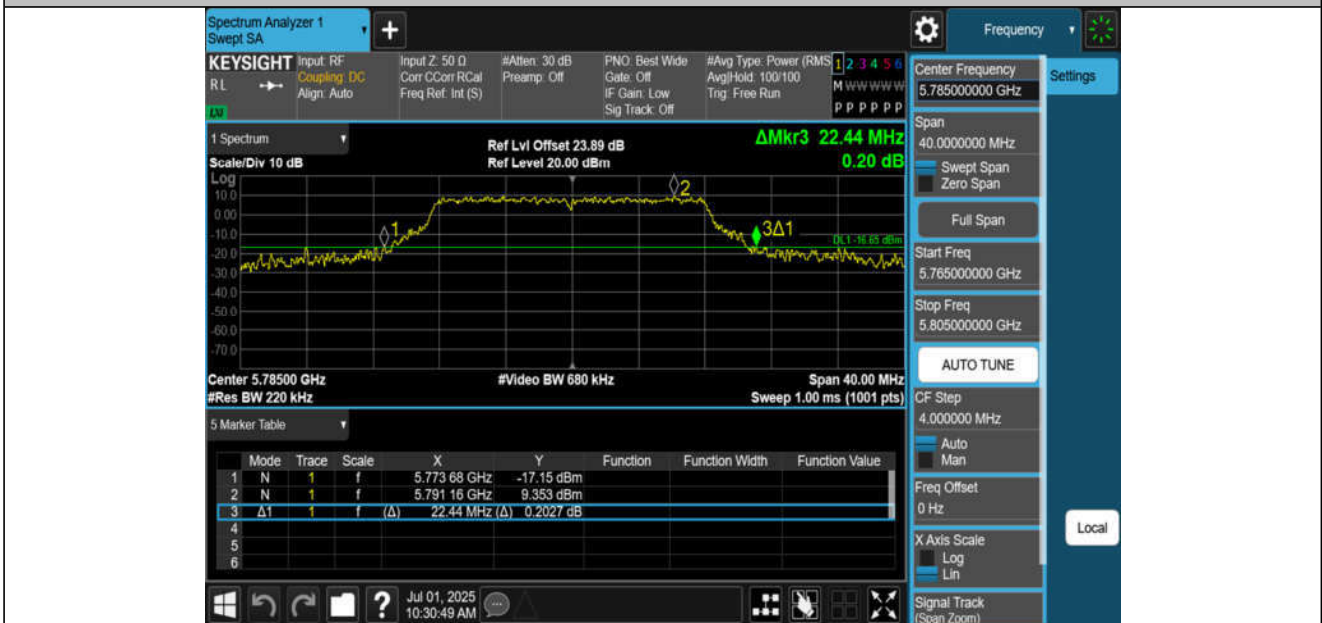 Spectrum Analyzer 1
Swept SA
+
Frequency
KEYSIGHT
RL
LXI
Input: RF
Coupling: DC
Align: Auto
Input Z: 50 Ω
Corr CCorr RCal
Freq Ref: Int (S)
#Atten: 30 dB
Preamp: Off
PNO: Best Wide
Gate: Off
IF Gain: Low
Sig Track: Off
#Avg Type: Power (RMS
Avg|Hold: 100/100
Trig: Free Run
1 2 3 4 5 6
M W W W W W
P P P P P P
1 Spectrum
Scale/Div 10 dB
Ref Lvl Offset 23.89 dB
Ref Level 20.00 dBm
ΔMkr3 22.44 MHz
0.20 dB
Log
10.0
0.00
-10.0
-20.0
-30.0
-40.0
-50.0
-60.0
-70.0
1
2
3Δ1
DL1 -16.65 dBm
Center 5.78500 GHz
#Video BW 680 kHz
Span 40.00 MHz
#Res BW 220 kHz
Sweep 1.00 ms (1001 pts)
5 Marker Table
Mode Trace Scale X Y Function Function Width Function Value
1 N 1 f 5.773 68 GHz -17.15 dBm
2 N 1 f 5.791 16 GHz 9.353 dBm
3 Δ1 1 f (Δ) 22.44 MHz (Δ) 0.2027 dB
4
5
6
?
Jul 01, 2025
10:30:49 AM
Center Frequency
5.785000000 GHz
Span
40.0000000 MHz
Swept Span
Zero Span
Full Span
Start Freq
5.765000000 GHz
Stop Freq
5.805000000 GHz
AUTO TUNE
CF Step
4.000000 MHz
Auto
Man
Freq Offset
0 Hz
X Axis Scale
Log
Lin
Signal Track
(Span Zoom)
Settings
Local